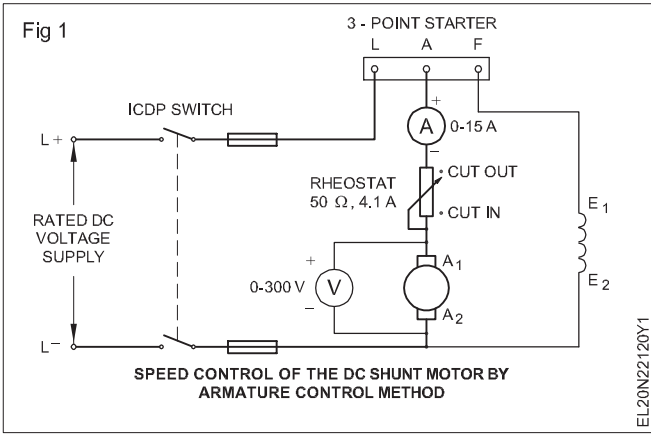 Fig 1
3 - POINT STARTER
L A F
ICDP SWITCH
L+
+
A
0-15 A
−
RHEOSTAT
50 Ω, 4.1 A
• CUT OUT
• CUT IN
RATED DC
VOLTAGE
SUPPLY
+
0-300 V
V
−
A1
A2
E1
E2
L−
SPEED CONTROL OF THE DC SHUNT MOTOR BY
ARMATURE CONTROL METHOD
EL20N22120Y1